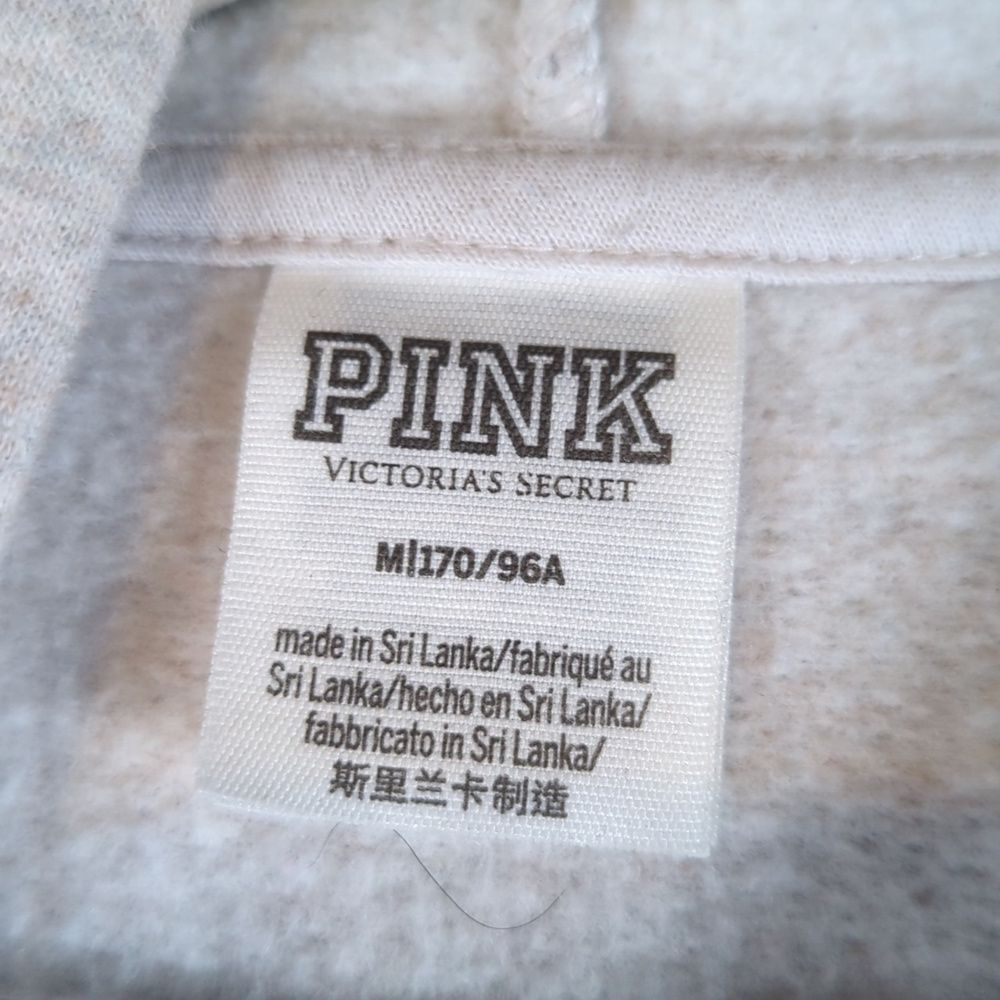 PINK
VICTORIA'S SECRET
M|170/96A
made in Sri Lanka/fabriqué au
Sri Lanka/hecho en Sri Lanka/
fabbricato in Sri Lanka/
斯里兰卡制造